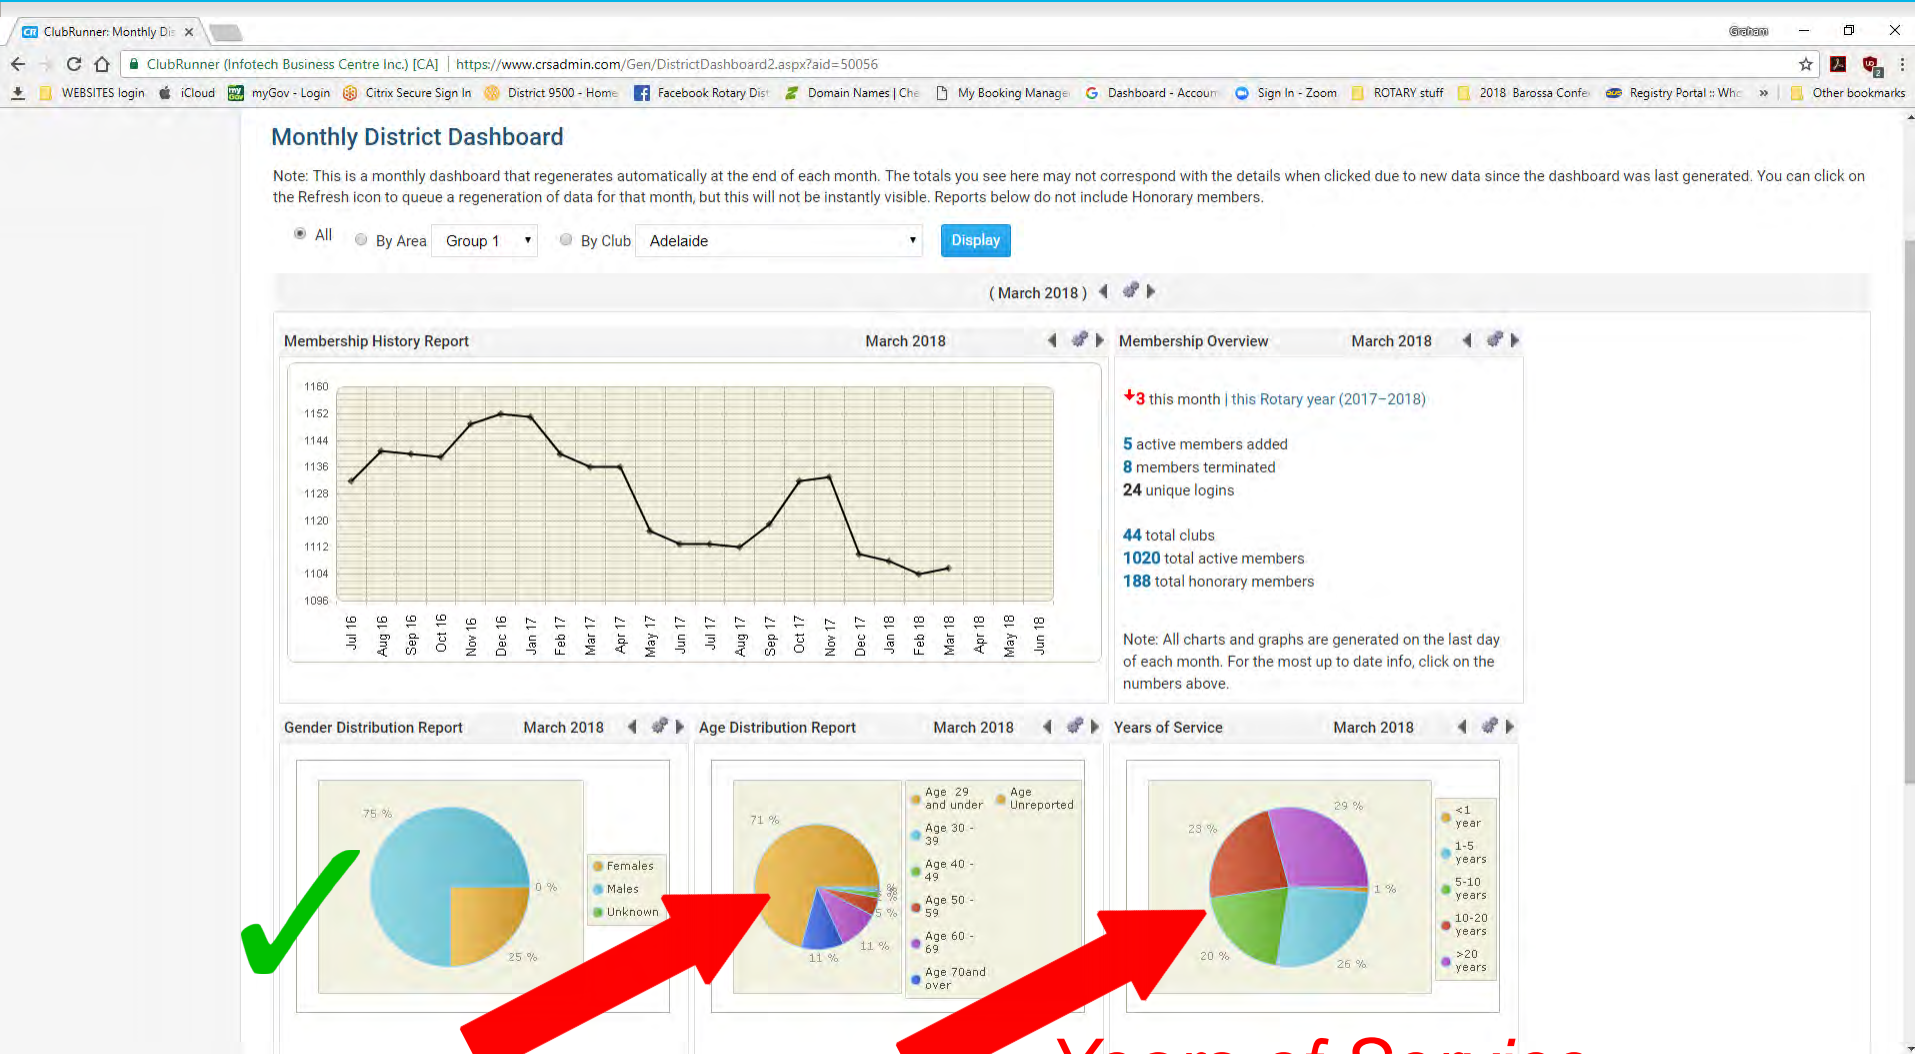 ClubRunner: Monthly Dis
Graham
ClubRunner (Infotech Business Centre Inc.) [CA] | https://www.crsadmin.com/Gen/DistrictDashboard2.aspx?aid=50056
2
WEBSITES login iCloud myGov - Login Citrix Secure Sign In District 9500 - Home Facebook Rotary Dist Domain Names | Che My Booking Manage Dashboard - Accoun Sign In - Zoom ROTARY stuff 2018 Barossa Confe Registry Portal :: Who » Other bookmarks
Monthly District Dashboard
Note: This is a monthly dashboard that regenerates automatically at the end of each month. The totals you see here may not correspond with the details when clicked due to new data since the dashboard was last generated. You can click on
the Refresh icon to queue a regeneration of data for that month, but this will not be instantly visible. Reports below do not include Honorary members.
All By Area Group 1 By Club Adelaide Display
( March 2018 )
Membership History Report March 2018
1160
1152
1144
1136
1128
1120
1112
1104
1096
Jul 16 Aug 16 Sep 16 Oct 16 Nov 16 Dec 16 Jan 17 Feb 17 Mar 17 Apr 17 May 17 Jun 17 Jul 17 Aug 17 Sep 17 Oct 17 Nov 17 Dec 17 Jan 18 Feb 18 Mar 18 Apr 18 May 18 Jun 18
Membership Overview March 2018
3 this month | this Rotary year (2017–2018)
5 active members added
8 members terminated
24 unique logins
44 total clubs
1020 total active members
188 total honorary members
Note: All charts and graphs are generated on the last day
of each month. For the most up to date info, click on the
numbers above.
Gender Distribution Report March 2018
75 %
0 %
25 %
Females
Males
Unknown
Age Distribution Report March 2018
71 %
5 %
11 %
11 %
Age 29
and under
Age
Unreported
Age 30 -
39
Age 40 -
49
Age 50 -
59
Age 60 -
69
Age 70and
over
Years of Service March 2018
29 %
23 %
1 %
20 %
26 %
<1
year
1-5
years
5-10
years
10-20
years
>20
years
Years of Service